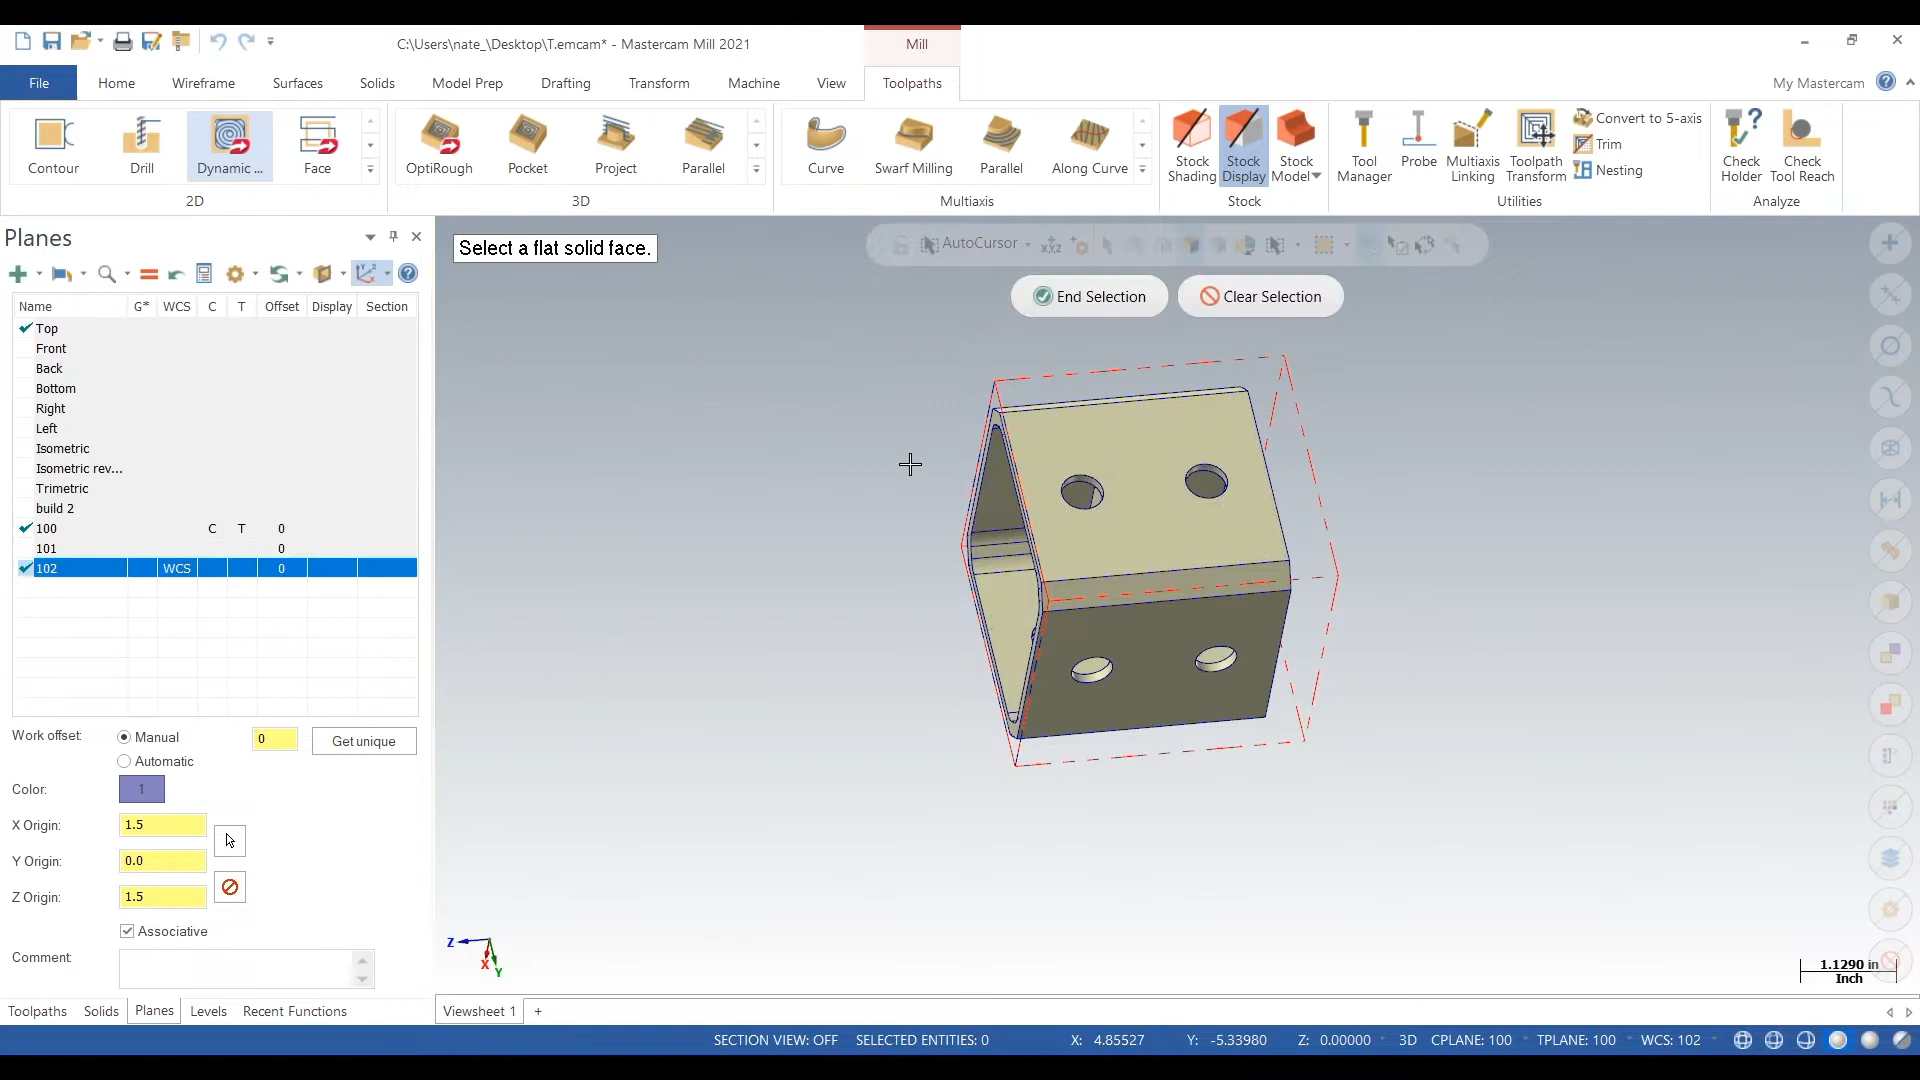 C:\Users\nate_\Desktop\T.emcam* - Mastercam Mill 2021
Mill
File Home Wireframe Surfaces Solids Model Prep Drafting Transform Machine View Toolpaths
My Mastercam
Contour Drill Dynamic ... Face
2D
OptiRough Pocket Project Parallel
3D
Curve Swarf Milling Parallel Along Curve
Multiaxis
Stock Shading
Stock Display
Stock Model
Stock
Tool Manager
Probe
Multiaxis Linking
Toolpath Transform
Convert to 5-axis
Trim
Nesting
Utilities
Check Holder
Check Tool Reach
Analyze
Planes
Name G* WCS C T Offset Display Section
Top
Front
Back
Bottom
Right
Left
Isometric
Isometric rev...
Trimetric
build 2
100 C T 0
101 0
102 WCS 0
Work offset: Manual 0 Get unique
Automatic
Color: 1
X Origin: 1.5
Y Origin: 0.0
Z Origin: 1.5
Associative
Comment:
Toolpaths Solids Planes Levels Recent Functions
Select a flat solid face.
AutoCursor
End Selection Clear Selection
Z
X
Y
1.1290 in
Inch
Viewsheet 1 +
SECTION VIEW: OFF SELECTED ENTITIES: 0 X: 4.85527 Y: -5.33980 Z: 0.00000 3D CPLANE: 100 TPLANE: 100 WCS: 102